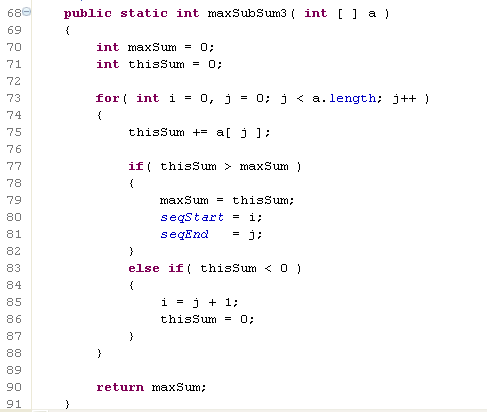 68 public static int maxSubSum3( int [ ] a )
69 {
70 int maxSum = 0;
71 int thisSum = 0;
72
73 for( int i = 0, j = 0; j < a.length; j++ )
74 {
75 thisSum += a[ j ];
76
77 if( thisSum > maxSum )
78 {
79 maxSum = thisSum;
80 seqStart = i;
81 seqEnd = j;
82 }
83 else if( thisSum < 0 )
84 {
85 i = j + 1;
86 thisSum = 0;
87 }
88 }
89
90 return maxSum;
91 }